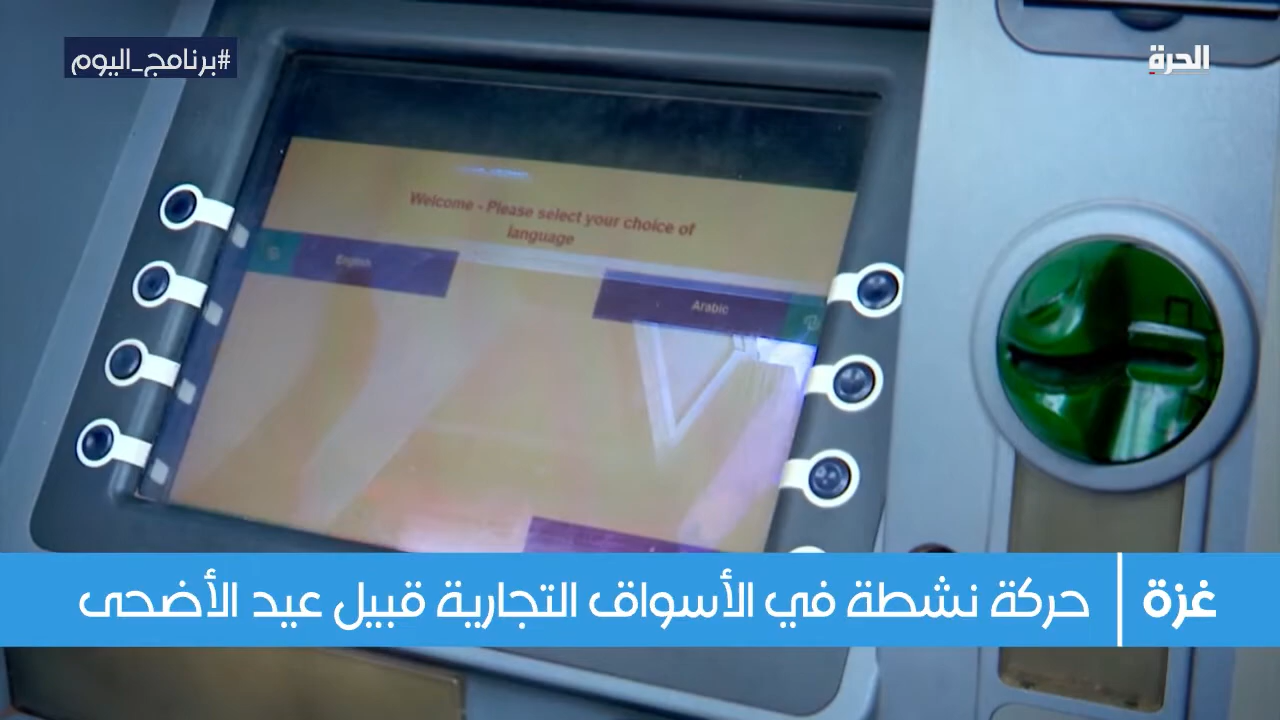 #برنامج_اليوم
الحرة
Welcome - Please select your choice of
language
English
Arabic
غزة | حركة نشطة في الأسواق التجارية قبيل عيد الأضحى